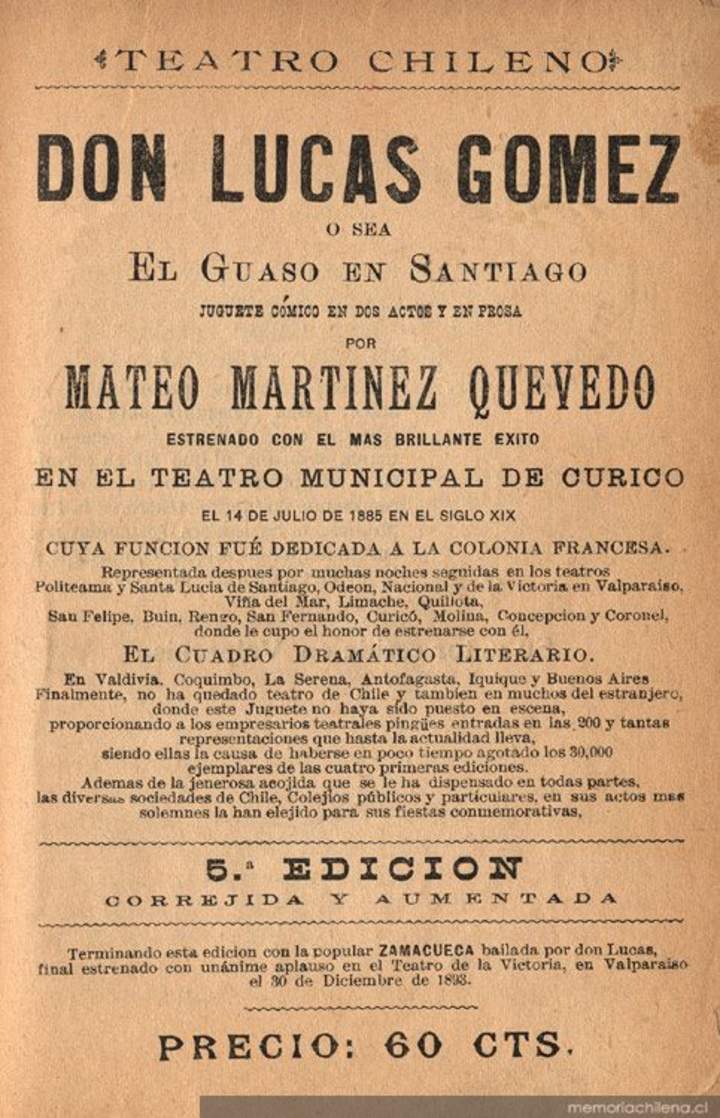 TEATRO CHILENO
DON LUCAS GOMEZ
O SEA
EL GUASO EN SANTIAGO
JUGUETE CÓMICO EN DOS ACTOS Y EN PROSA
POR
MATEO MARTINEZ QUEVEDO
ESTRENADO CON EL MAS BRILLANTE EXITO
EN EL TEATRO MUNICIPAL DE CURICO
EL 14 DE JULIO DE 1885 EN EL SIGLO XIX
CUYA FUNCION FUÉ DEDICADA A LA COLONIA FRANCESA.
Representada despues por muchas noches seguidas en los teatros
Politeama y Santa Lucia de Santiago, Odeon, Nacional y de la Victoria en Valparaiso,
Viña del Mar, Limache, Quillota,
San Felipe, Buin, Rengo, San Fernando, Curicó, Molina, Concepcion y Coronel,
donde le cupo el honor de estrenarse con él,
EL CUADRO DRAMÁTICO LITERARIO.
En Valdivia, Coquimbo, La Serena, Antofagasta, Iquique y Buenos Aires
Finalmente, no ha quedado teatro de Chile y tambien en muchos del estranjero,
donde este Juguete no haya sido puesto en escena,
proporcionando a los empresarios teatrales pingües entradas en las 200 y tantas
representaciones que hasta la actualidad lleva,
siendo ellas la causa de haberse en poco tiempo agotado los 30,000
ejemplares de las cuatro primeras ediciones.
Ademas de la jenerosa acojida que se le ha dispensado en todas partes,
las diversas sociedades de Chile, Colejios públicos y particulares, en sus actos mas
solemnes la han elejido para sus fiestas conmemorativas,
5.ª EDICION
CORREJIDA Y AUMENTADA
Terminando esta edicion con la popular ZAMACUECA bailada por don Lucas,
final estrenado con unánime aplauso en el Teatro de la Victoria, en Valparaiso
el 30 de Diciembre de 1893.
PRECIO: 60 CTS.
memoriachilena.cl